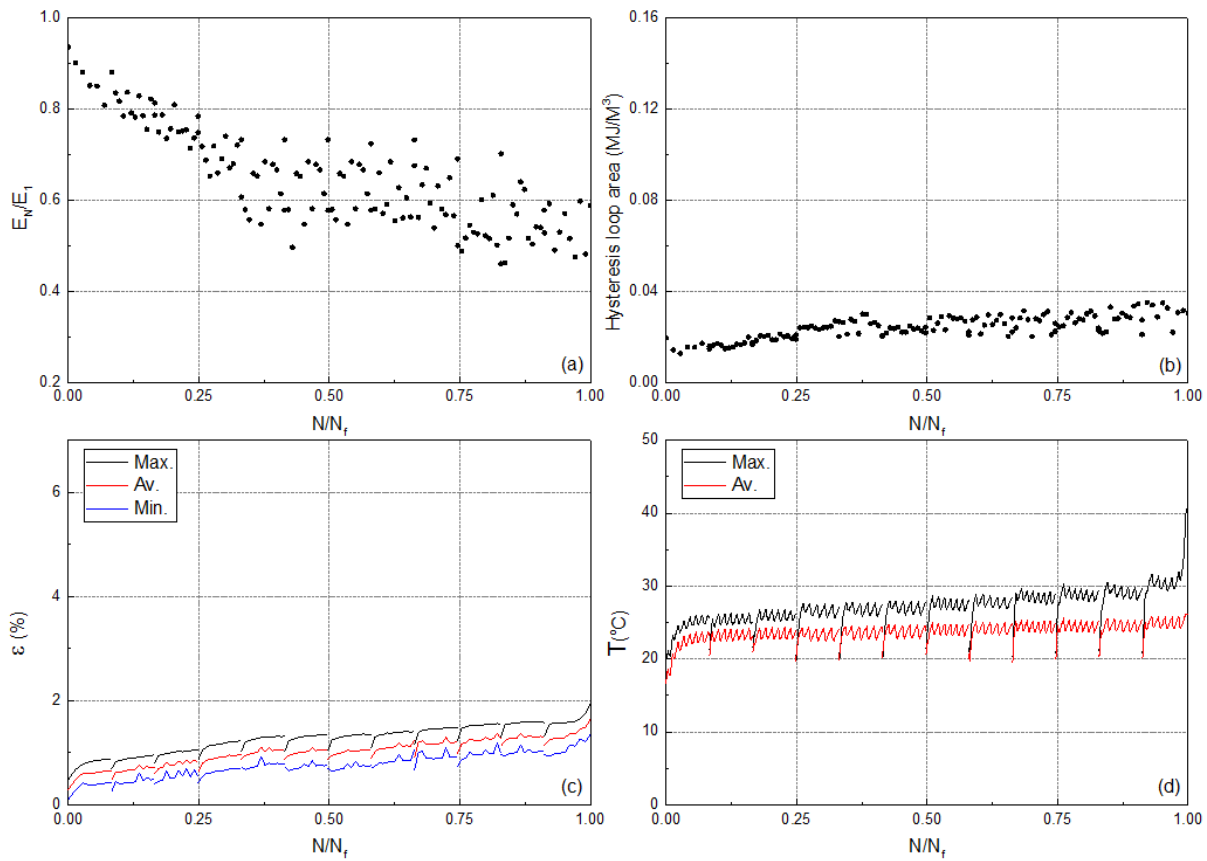 1.0
0.8
0.6
0.4
0.2
E_N/E_1
0.00 0.25 0.50 0.75 1.00
N/N_f
(a)
0.16
0.12
0.08
0.04
0.00
Hysteresis loop area (MJ/M³)
0.00 0.25 0.50 0.75 1.00
N/N_f
(b)
Max.
Av.
Min.
6
4
2
0
ε (%)
0.00 0.25 0.50 0.75 1.00
N/N_f
(c)
Max.
Av.
50
40
30
20
10
0
T(°C)
0.00 0.25 0.50 0.75 1.00
N/N_f
(d)